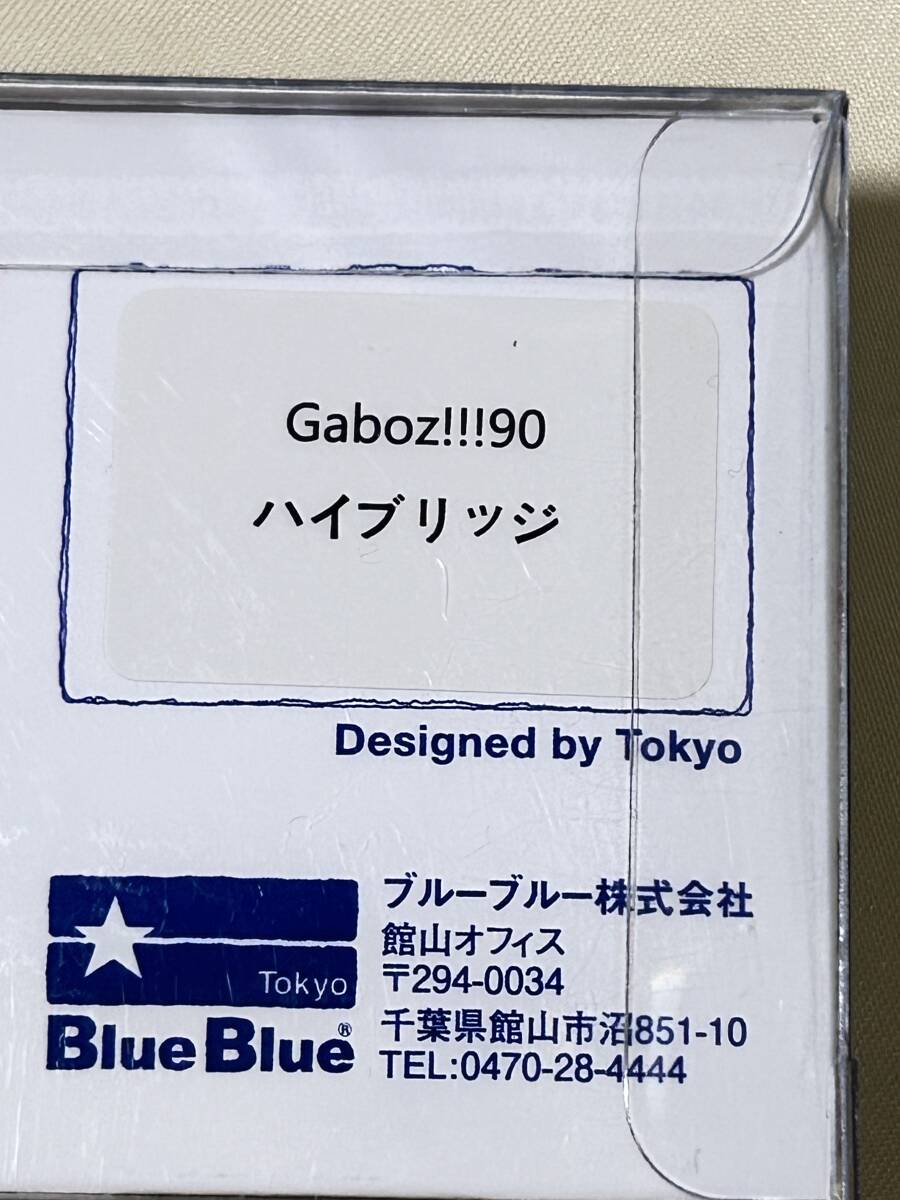 Gaboz!!!90
ハイブリッジ
Designed by Tokyo
Tokyo
BlueBlue®
ブルーブルー株式会社
館山オフィス
〒294-0034
千葉県館山市沼851-10
TEL:0470-28-4444